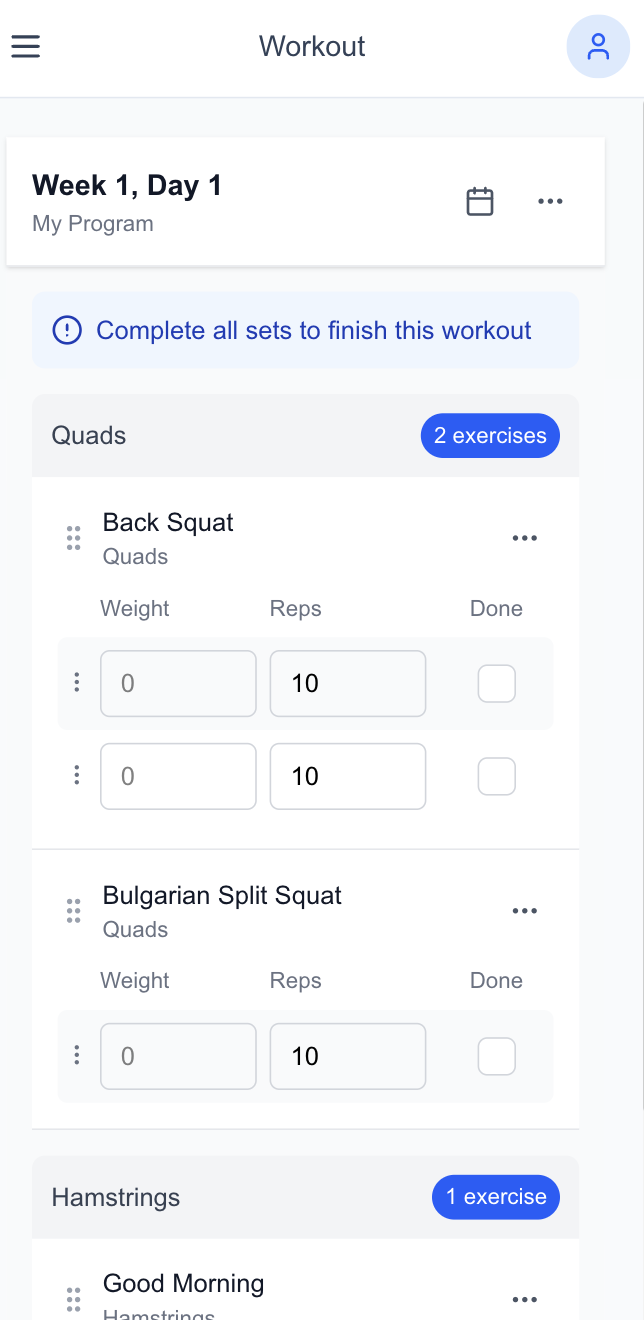 Workout
Week 1, Day 1
My Program
Complete all sets to finish this workout
Quads
2 exercises
Back Squat
Quads
Weight Reps Done
0 10
0 10
Bulgarian Split Squat
Quads
Weight Reps Done
0 10
Hamstrings
1 exercise
Good Morning
Hamstrings